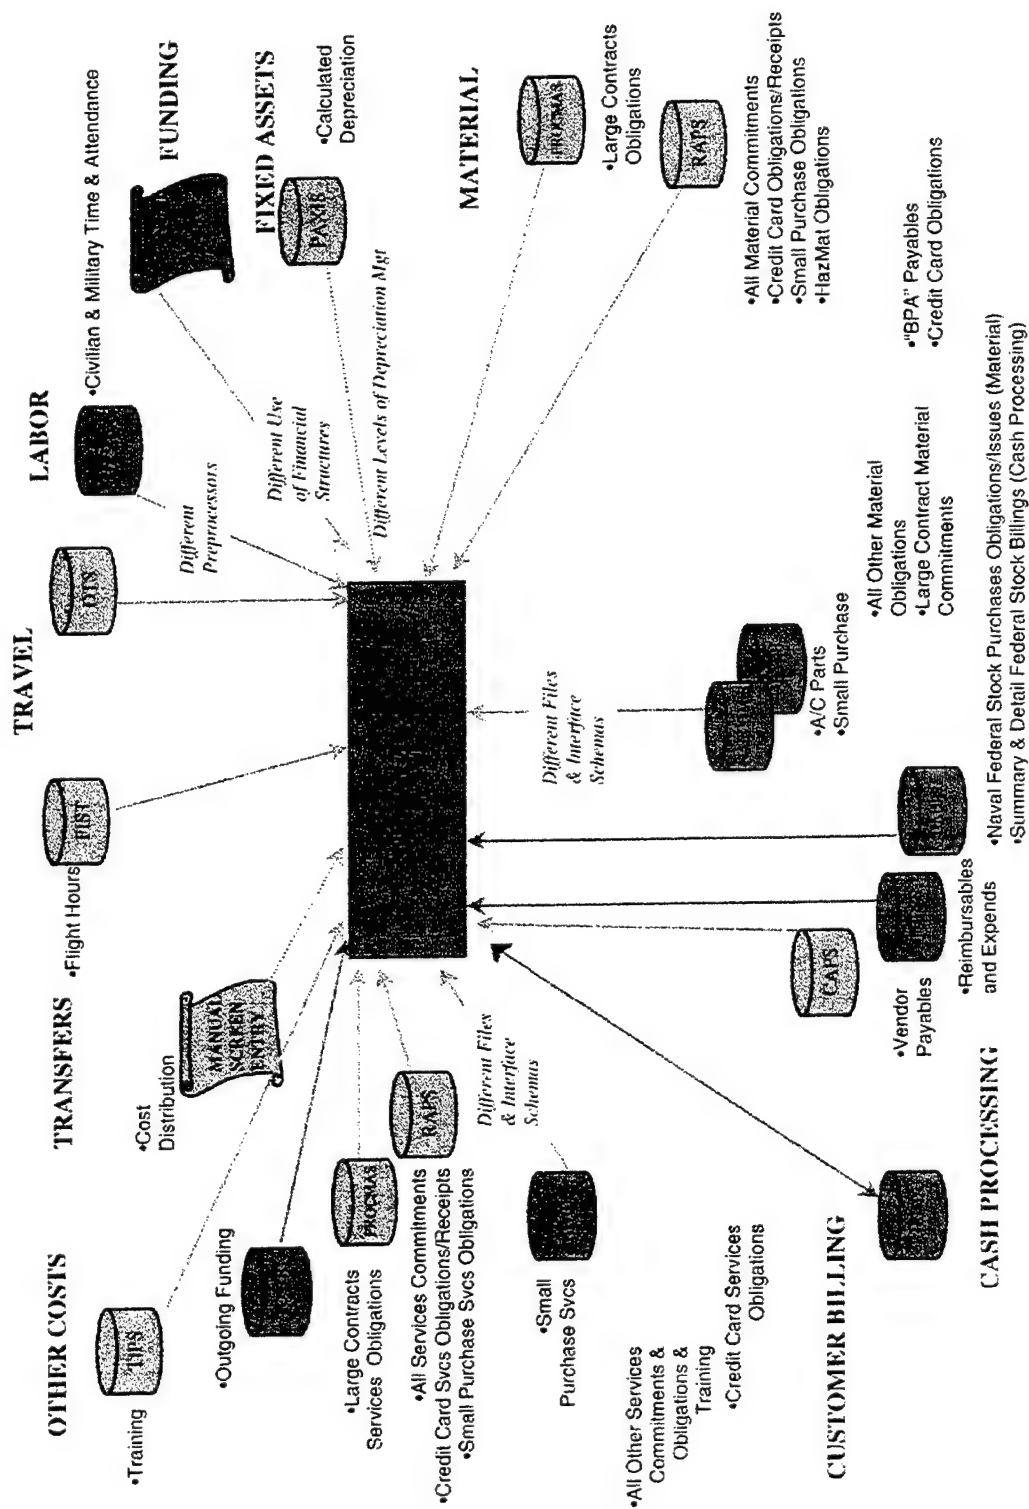 OTHER COSTS
TIPS
•Training
•Outgoing Funding
PROCMAS
•Large Contracts
Services Obligations
RAPS
•All Services Commitments
•Credit Card Svcs Obligations/Receipts
•Small Purchase Svcs Obligations
Different Files
& Interface
Schemas
•Small
Purchase Svcs
•All Other Services
Commitments &
Obligations &
Training
•Credit Card Services
Obligations
TRANSFERS
•Cost
Distribution
MANUAL
SCREEN
ENTRY
•Flight Hours
FIST
TRAVEL
DTS
LABOR
•Civilian & Military Time & Attendance
Different
Preprocessors
FUNDING
Different Use
of Financial
Structures
FIXED ASSETS
•Calculated
Depreciation
Different Levels of Depreciation Mgt
MATERIAL
PROCMAS
•Large Contracts
Obligations
RAPS
•All Material Commitments
•Credit Card Obligations/Receipts
•Small Purchase Obligations
•HazMat Obligations
Different Files
& Interface
Schemas
•A/C Parts
•Small Purchase
•All Other Material
Obligations
•Large Contract Material
Commitments
•"BPA" Payables
•Credit Card Obligations
CUSTOMER BILLING
CASH PROCESSING
CAPS
•Vendor
Payables
•Reimbursables
and Expends
•Naval Federal Stock Purchases Obligations/Issues (Material)
•Summary & Detail Federal Stock Billings (Cash Processing)